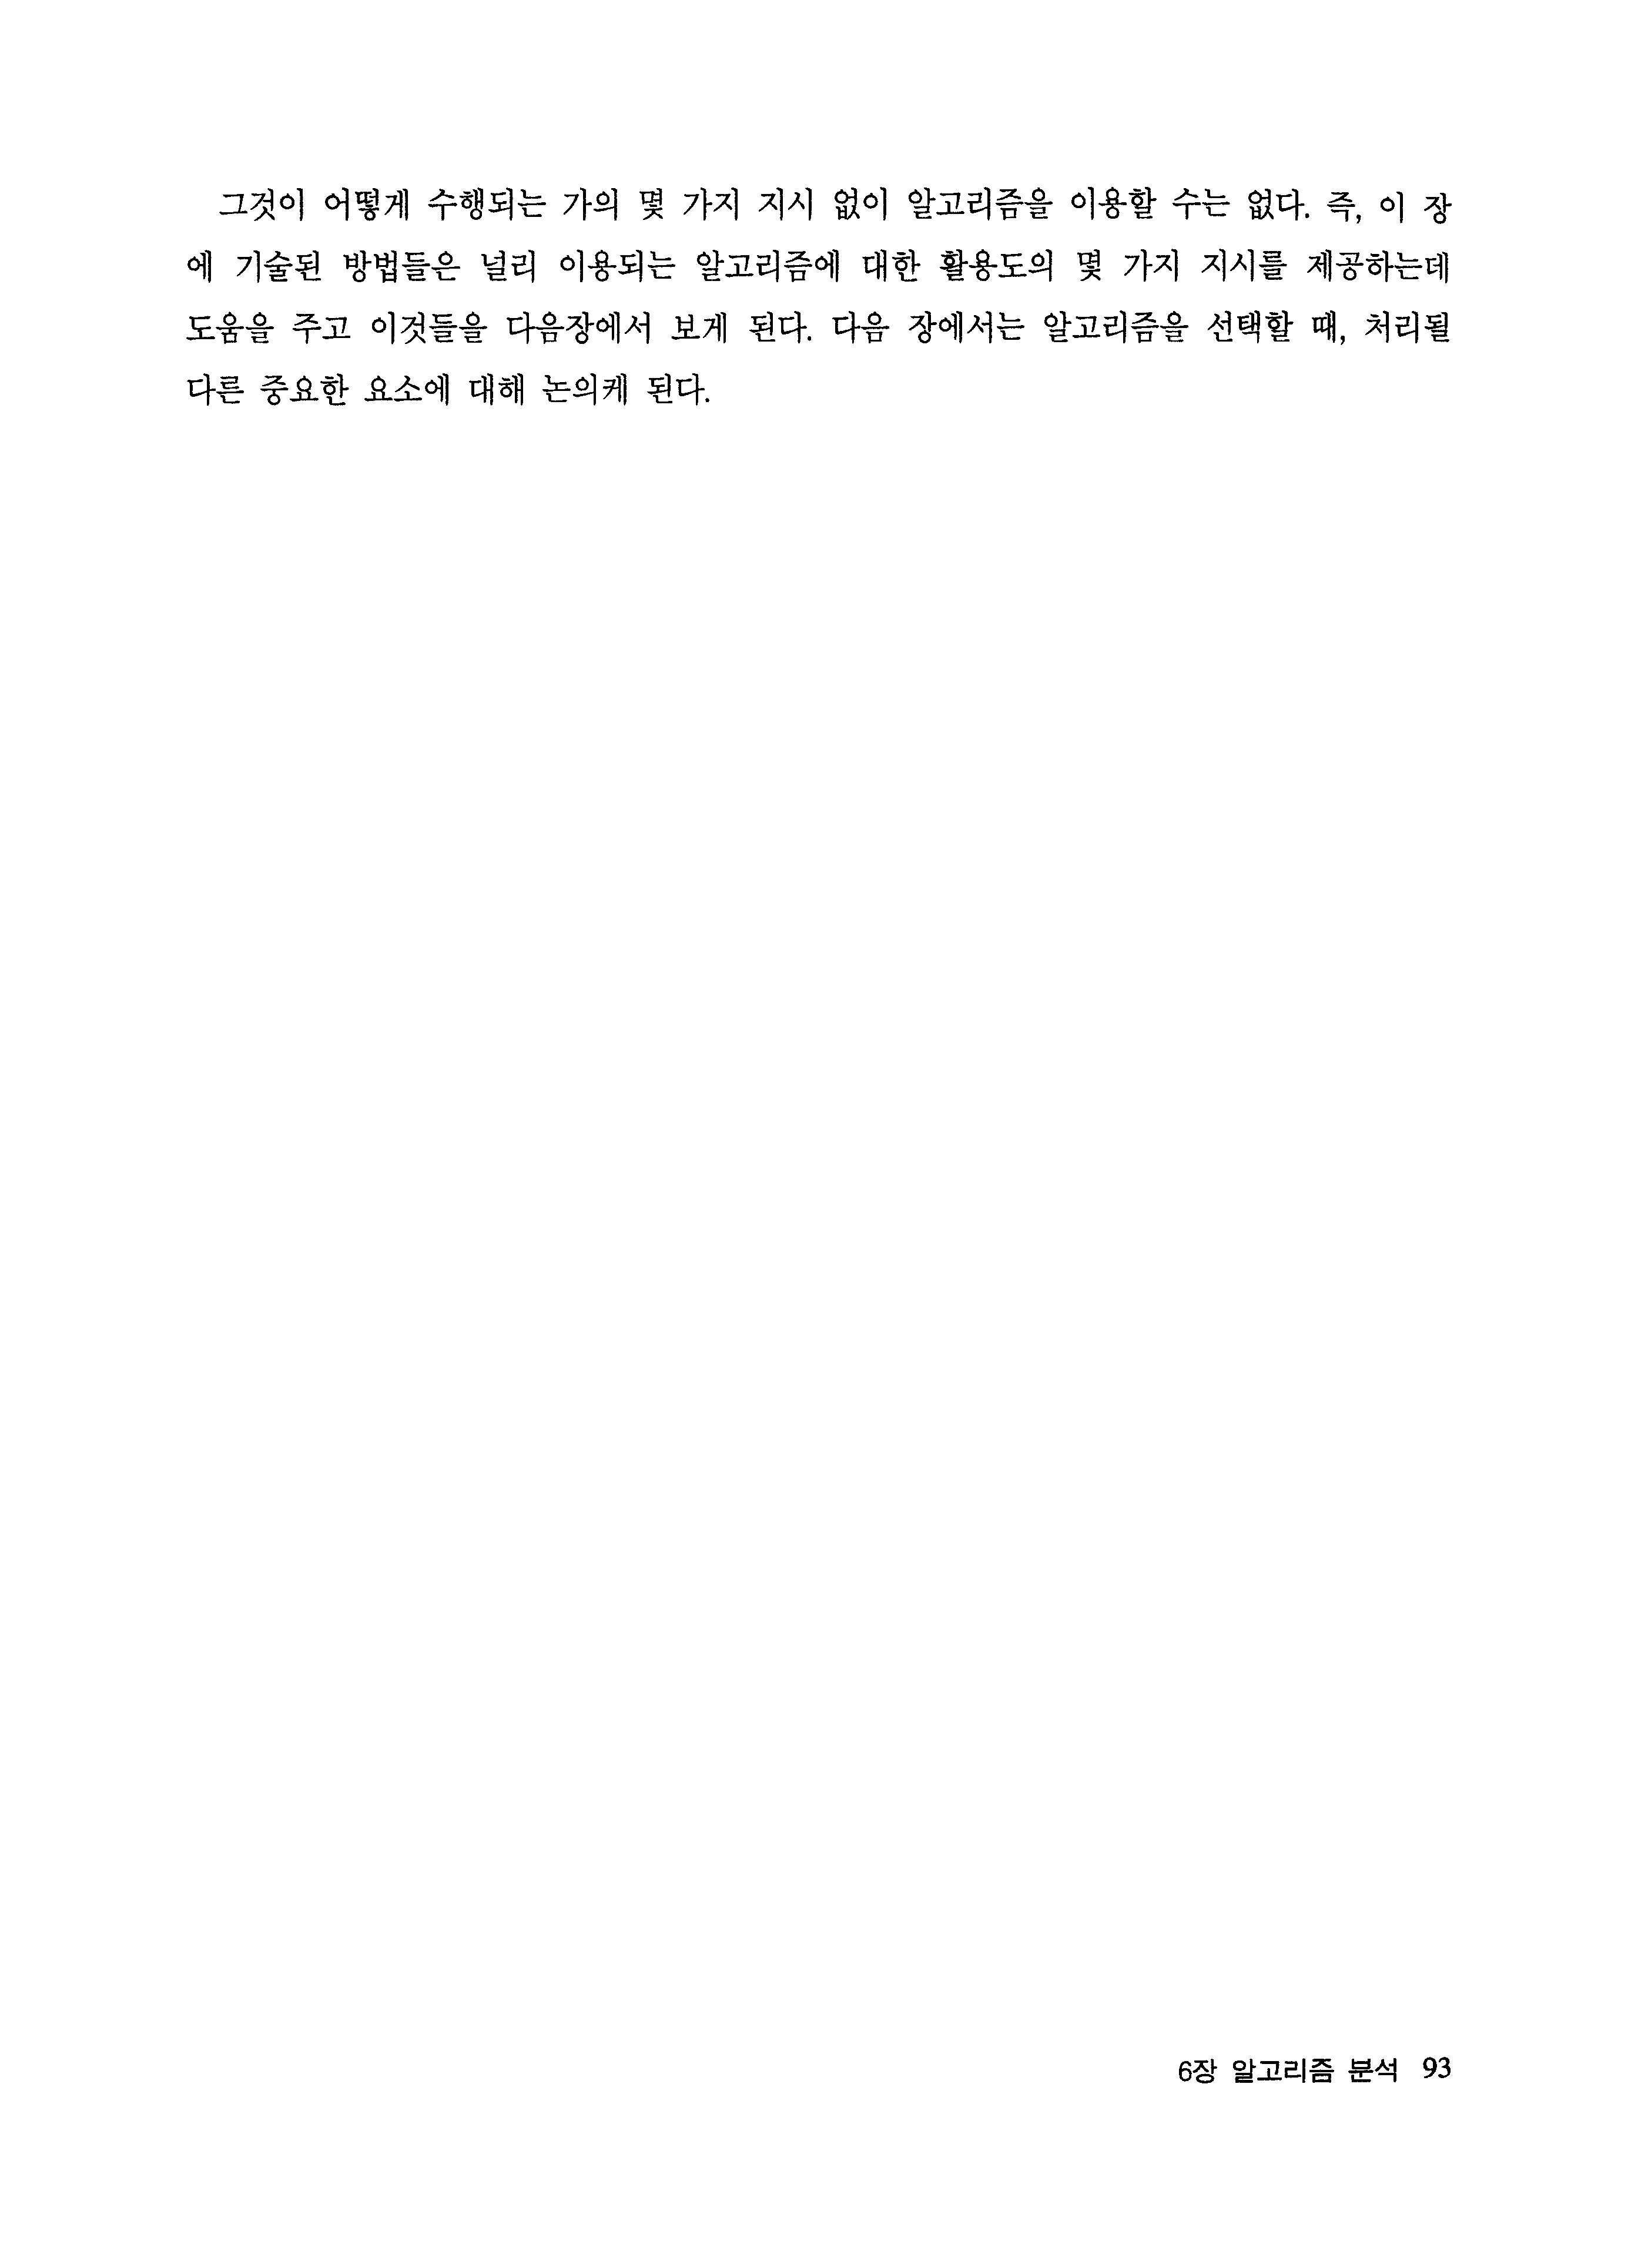 그것이 어떻게 수행되는 가의 몇 가지 지시 없이 알고리즘을 이용할 수는 없다. 즉, 이 장
에 기술된 방법들은 널리 이용되는 알고리즘에 대한 활용도의 몇 가지 지시를 제공하는데
도움을 주고 이것들을 다음장에서 보게 된다. 다음 장에서는 알고리즘을 선택할 때, 처리될
다른 중요한 요소에 대해 논의케 된다.
6장 알고리즘 분석 93